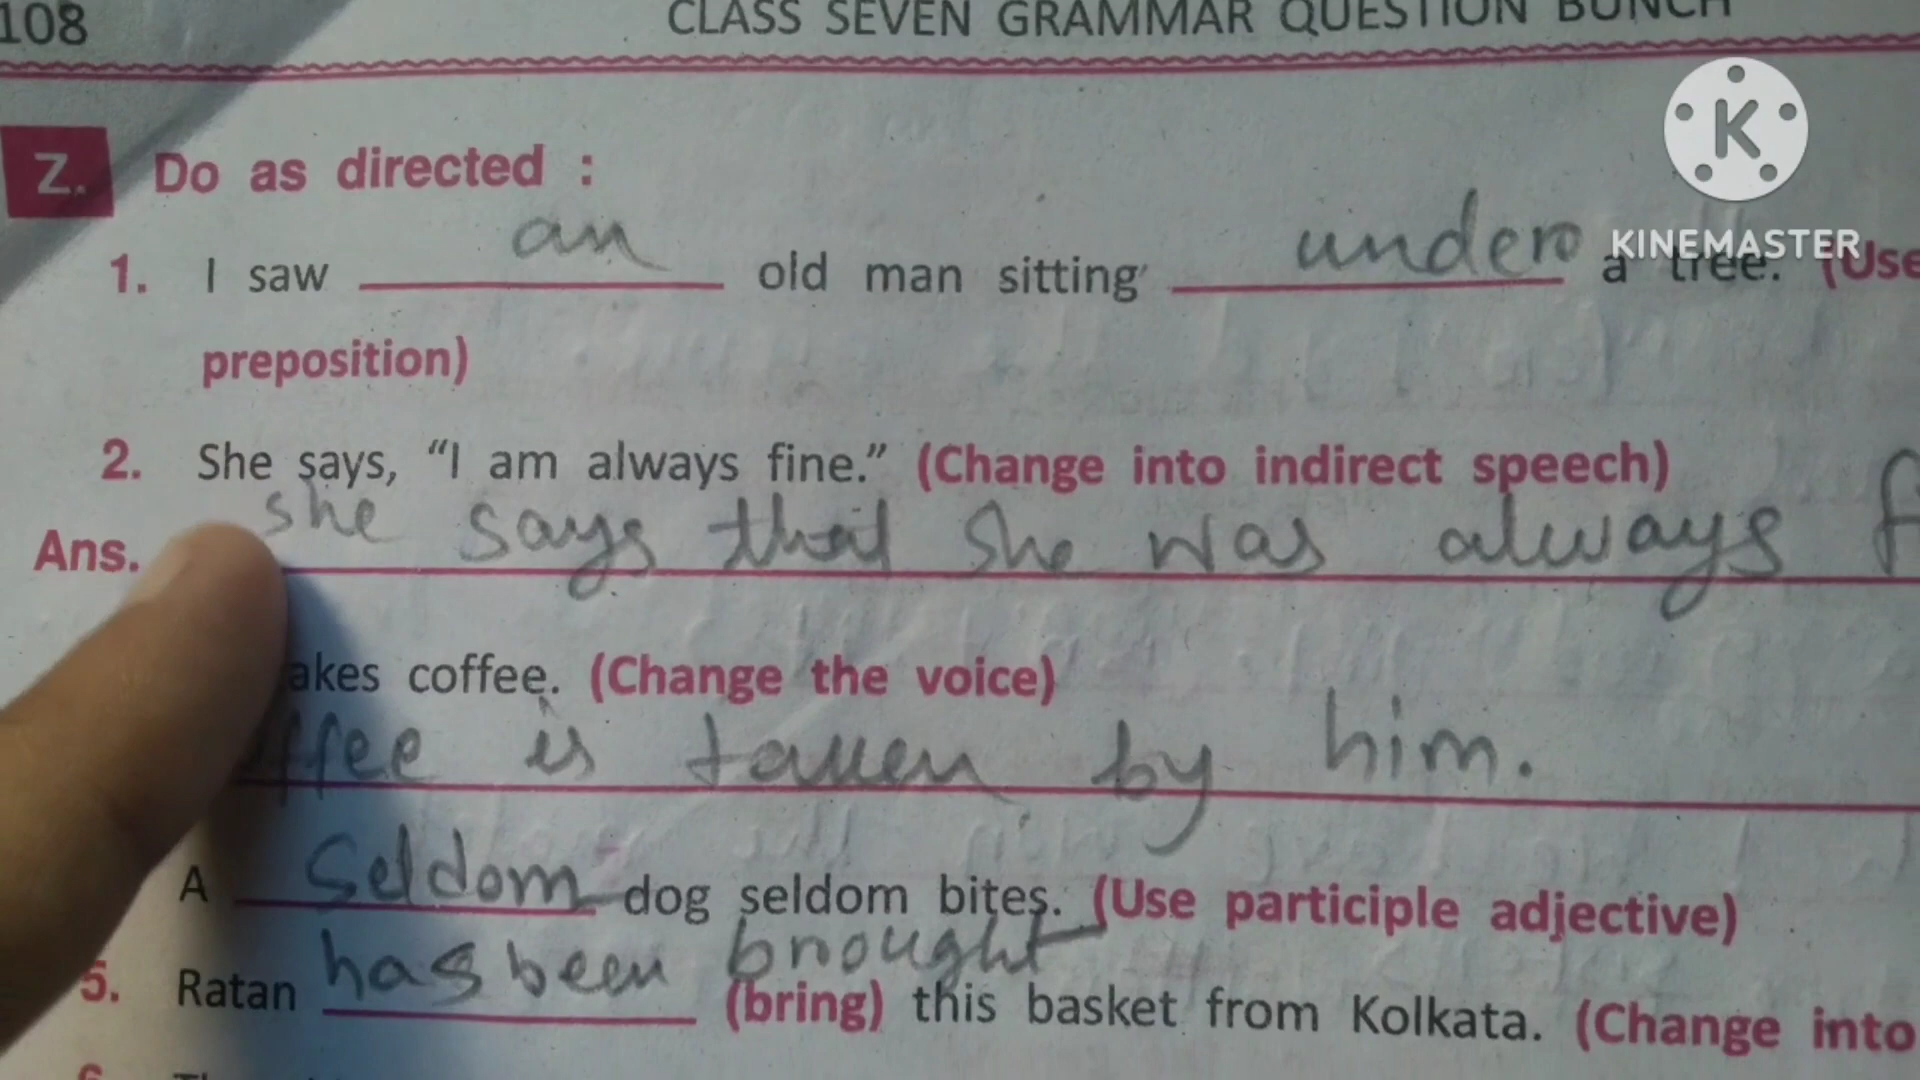 108
CLASS SEVEN GRAMMAR QUESTION BUNCH
KINEMASTER
Z. Do as directed :
1. I saw an old man sitting under a tree. (Use
preposition)
2. She says, “I am always fine.” (Change into indirect speech)
Ans. she says that she was always f
akes coffee. (Change the voice)
ffee is taken by him.
A Seldom dog seldom bites. (Use participle adjective)
5. Ratan has been brought (bring) this basket from Kolkata. (Change into